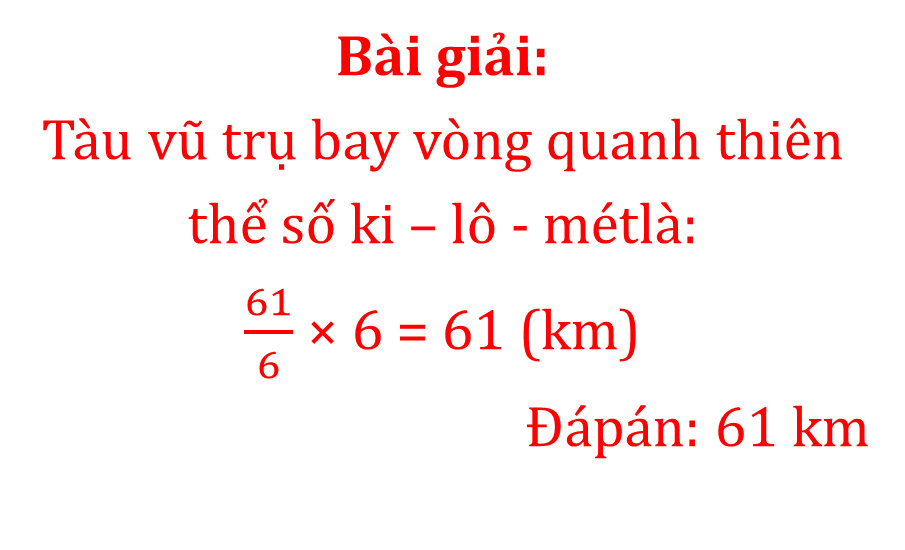 Bài giải:
Tàu vũ trụ bay vòng quanh thiên
thể số ki – lô - métlà:
61/6 × 6 = 61 (km)
Đápán: 61 km